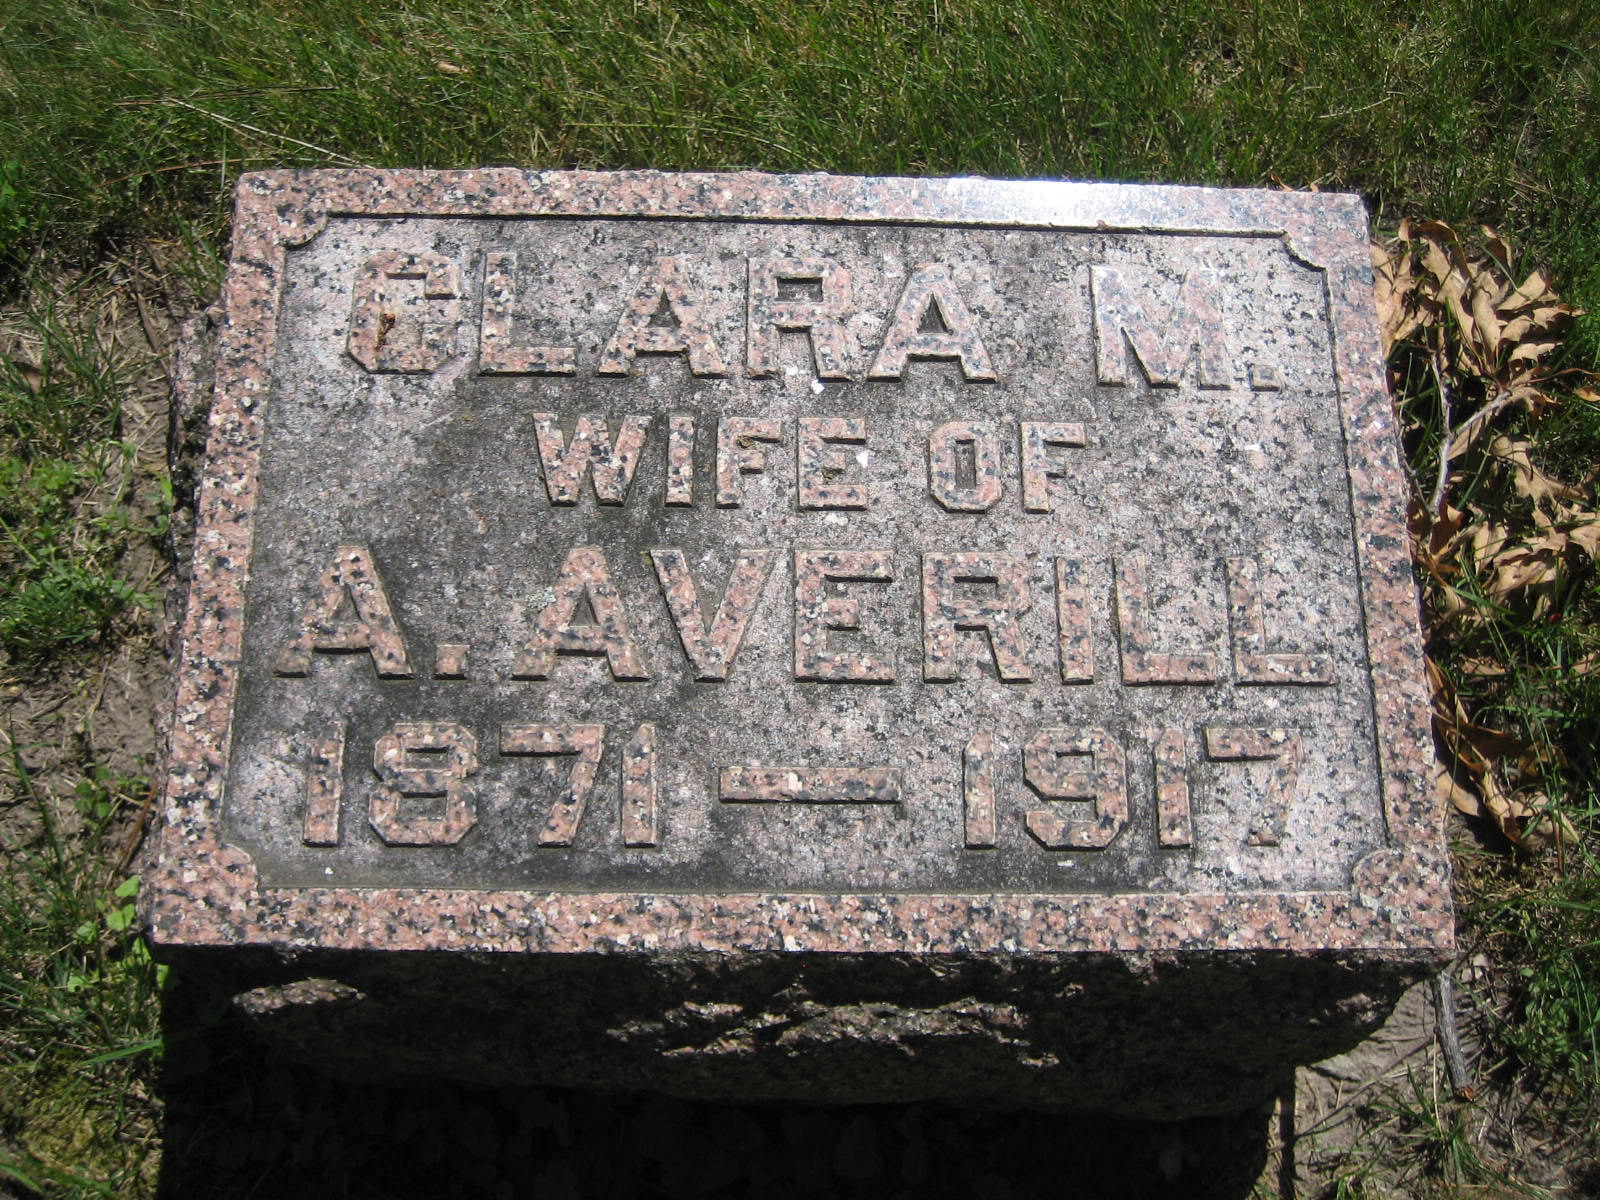 CLARA M.
WIFE OF
A. AVERILL
1871 — 1917